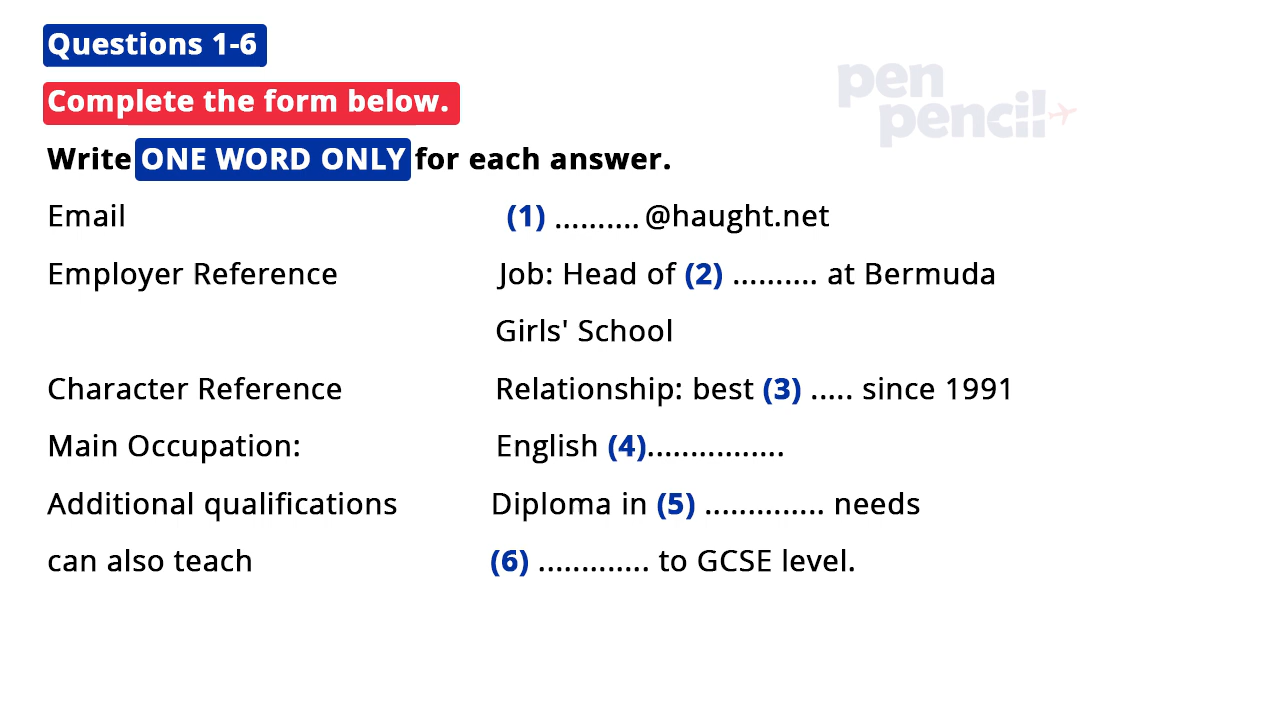 Questions 1-6
pen
pencil
Complete the form below.
Write ONE WORD ONLY for each answer.
Email (1) .......... @haught.net
Employer Reference Job: Head of (2) .......... at Bermuda
Girls' School
Character Reference Relationship: best (3) ..... since 1991
Main Occupation: English (4)................
Additional qualifications Diploma in (5) .............. needs
can also teach (6) ............. to GCSE level.